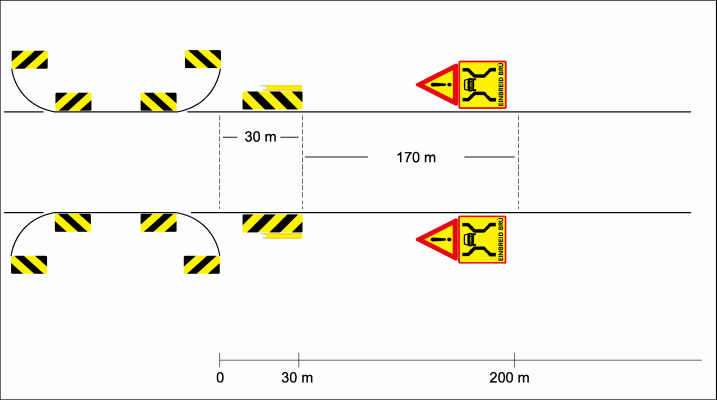 EINBREID BRÚ
30 m
170 m
EINBREID BRÚ
0
30 m
200 m